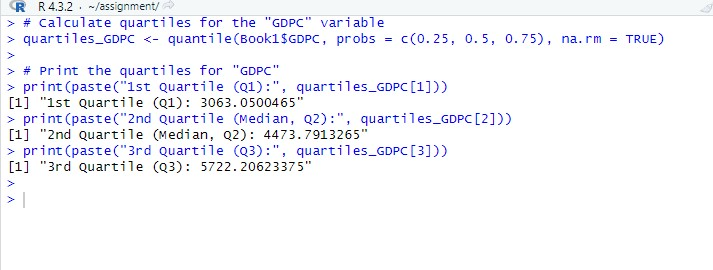 R 4.3.2 · ~/assignment/
> # Calculate quartiles for the "GDPC" variable
> quartiles_GDPC <- quantile(Book1$GDPC, probs = c(0.25, 0.5, 0.75), na.rm = TRUE)
>
> # Print the quartiles for "GDPC"
> print(paste("1st Quartile (Q1):", quartiles_GDPC[1]))
[1] "1st Quartile (Q1): 3063.0500465"
> print(paste("2nd Quartile (Median, Q2):", quartiles_GDPC[2]))
[1] "2nd Quartile (Median, Q2): 4473.7913265"
> print(paste("3rd Quartile (Q3):", quartiles_GDPC[3]))
[1] "3rd Quartile (Q3): 5722.20623375"
>
>